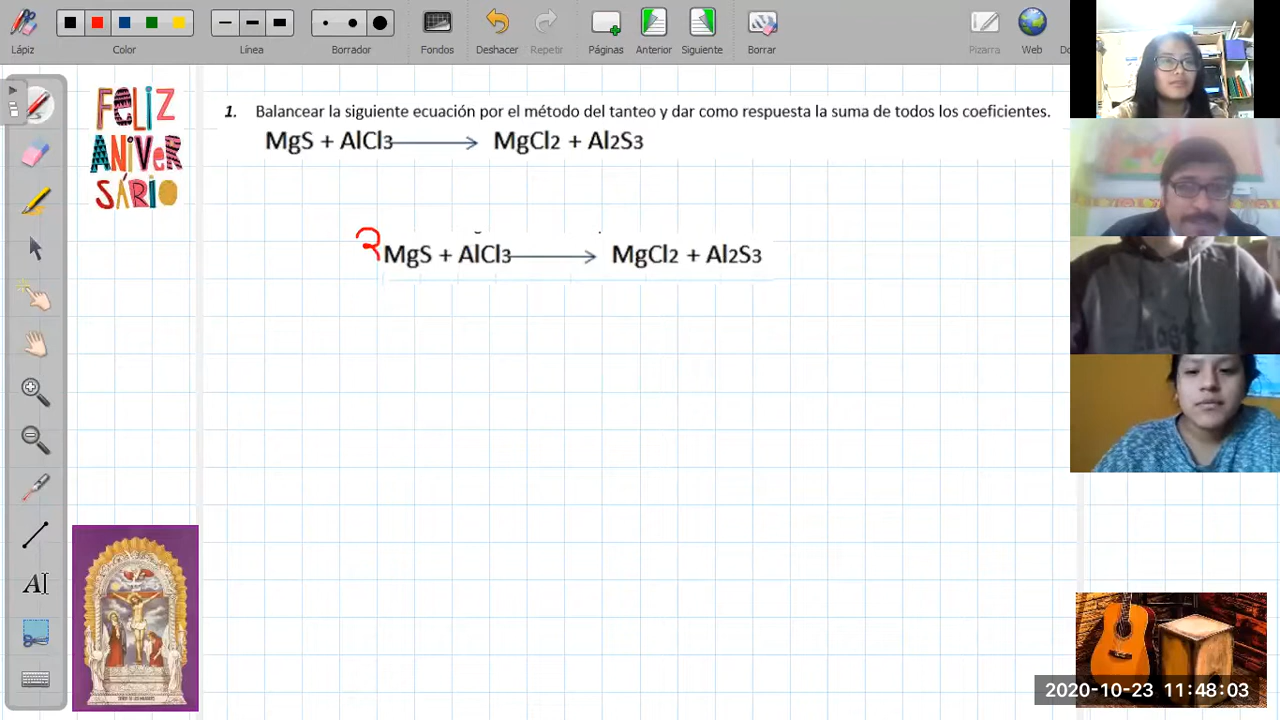 Lápiz Color Línea Borrador Fondos Deshacer Repetir Páginas Anterior Siguiente Borrar Pizarra Web
FELIZ
ANIVER
SÁRIO
1. Balancear la siguiente ecuación por el método del tanteo y dar como respuesta la suma de todos los coeficientes.
MgS + AlCl3 → MgCl2 + Al2S3
MgS + AlCl3 → MgCl2 + Al2S3
2020-10-23 11:48:03